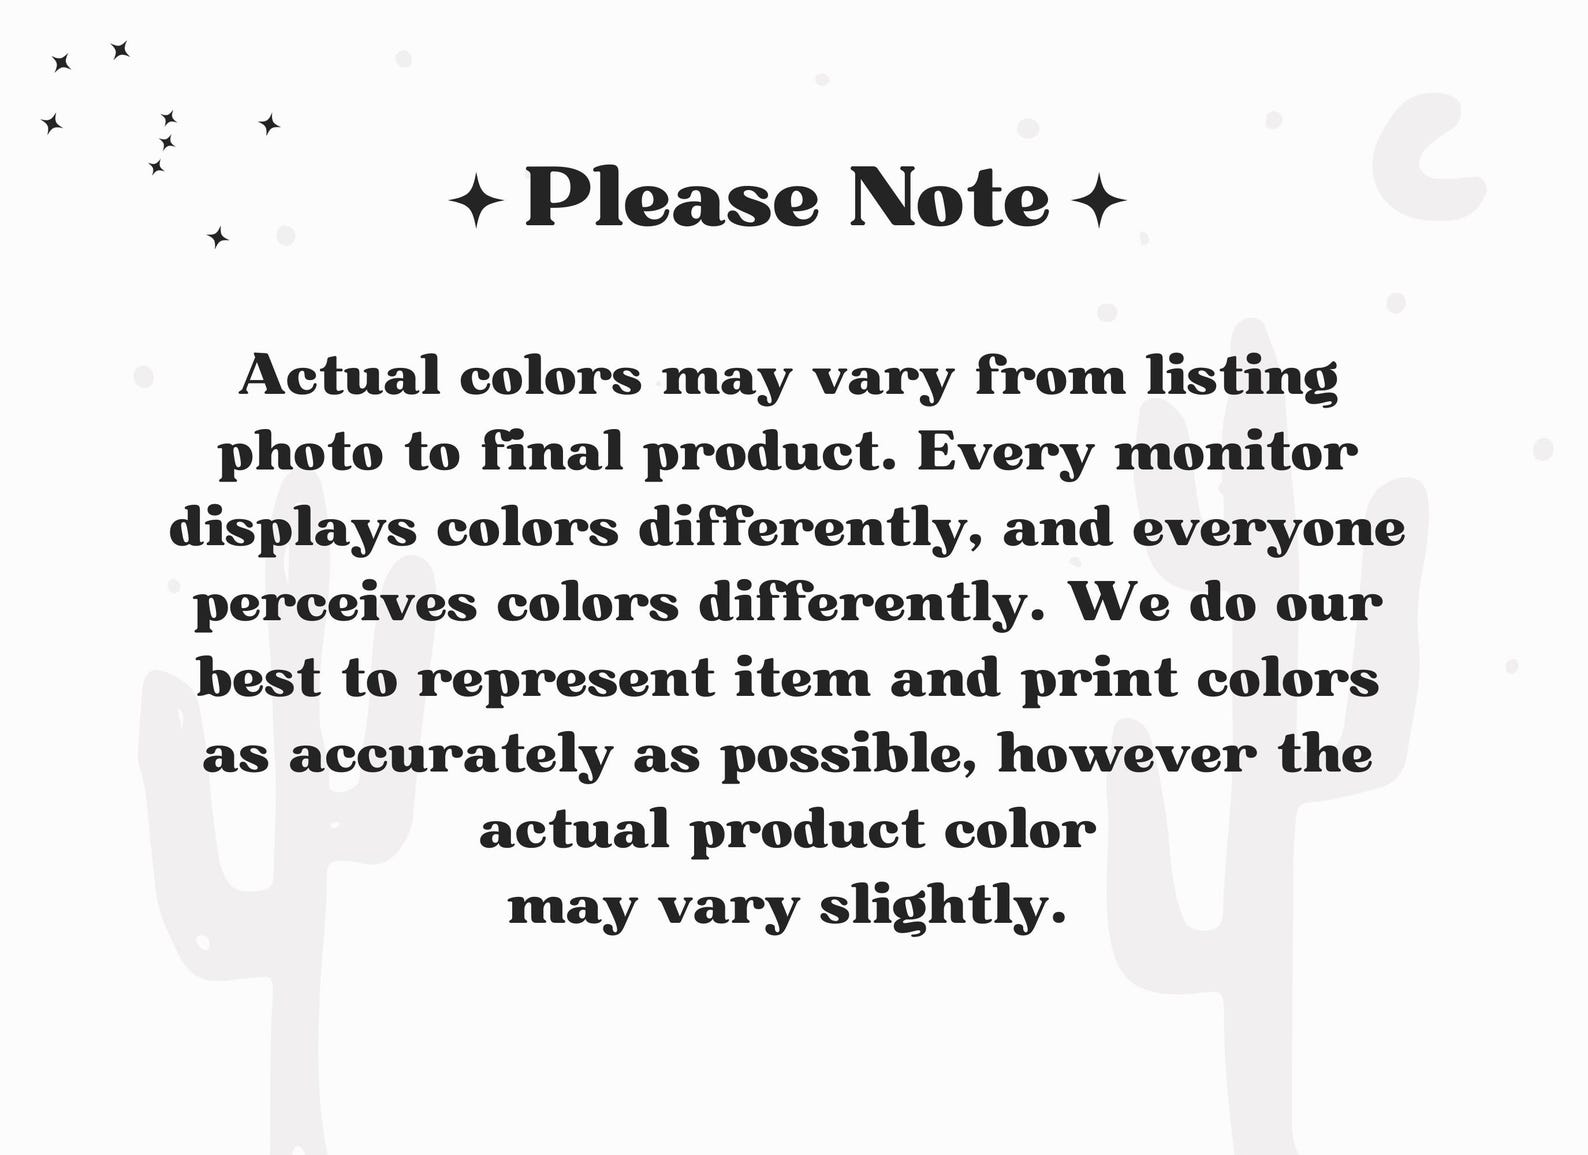 Please Note
Actual colors may vary from listing
photo to final product. Every monitor
displays colors differently, and everyone
perceives colors differently. We do our
best to represent item and print colors
as accurately as possible, however the
actual product color
may vary slightly.